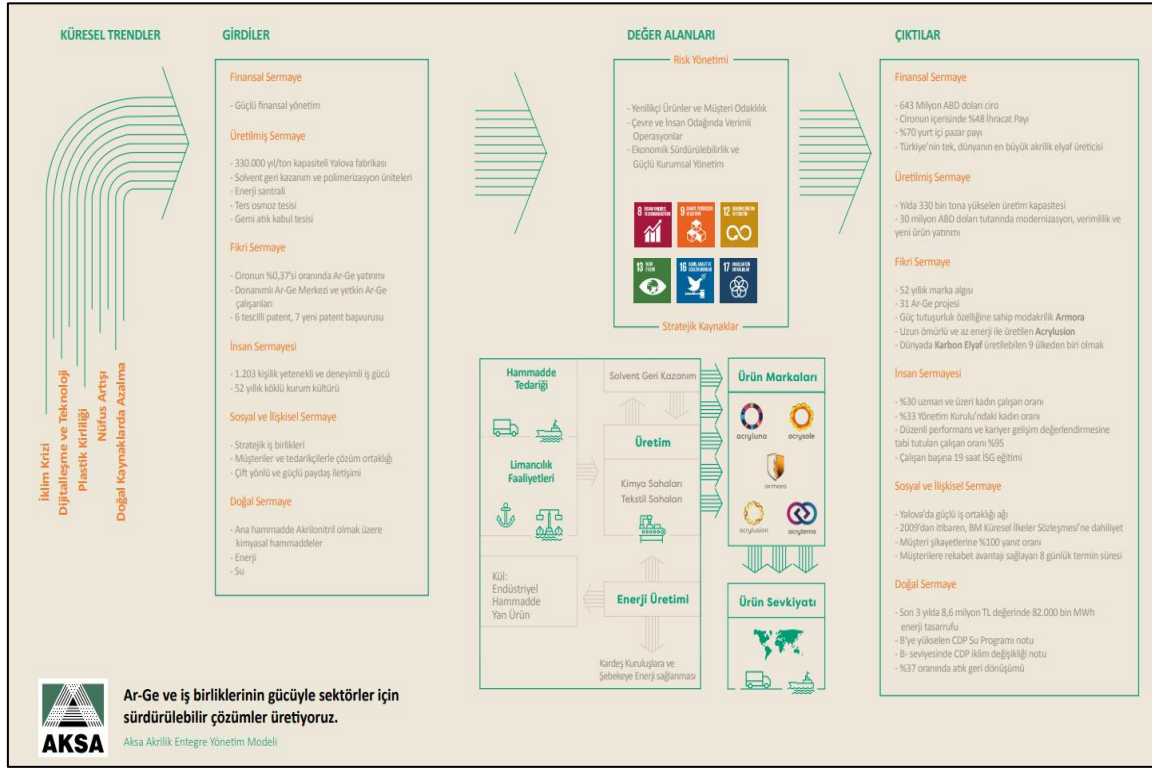 KÜRESEL TRENDLER
İklim Krizi
Dijitalleşme ve Teknoloji
Plastik Kirliliği
Nüfus Artışı
Doğal Kaynaklarda Azalma
GİRDİLER
Finansal Sermaye
- Güçlü finansal yönetim
Üretilmiş Sermaye
- 330.000 yıl/ton kapasiteli Yalova fabrikası
- Solvent geri kazanım ve polimerizasyon üniteleri
- Enerji santrali
- Ters osmoz tesisi
- Gemi atık kabul tesisi
Fikri Sermaye
- Cironun %0,37'si oranında Ar-Ge yatırımı
- Donanımlı Ar-Ge Merkezi ve yetkin Ar-Ge
çalışanları
- 6 tescilli patent, 7 yeni patent başvurusu
İnsan Sermayesi
- 1.203 kişilik yetenekli ve deneyimli iş gücü
- 52 yıllık köklü kurum kültürü
Sosyal ve İlişkisel Sermaye
- Stratejik iş birlikleri
- Müşteriler ve tedarikçilerle çözüm ortaklığı
- Çift yönlü ve güçlü paydaş iletişimi
Doğal Sermaye
- Ana hammadde Akrilonitril olmak üzere
kimyasal hammaddeler
- Enerji
- Su
DEĞER ALANLARI
Risk Yönetimi
- Yenilikçi Ürünler ve Müşteri Odaklılık
- Çevre ve İnsan Odağında Verimli
Operasyonlar
- Ekonomik Sürdürülebilirlik ve
Güçlü Kurumsal Yönetim
8
9
12
13
16
17
Stratejik Kaynaklar
Hammadde
Tedariği
Limancılık
Faaliyetleri
Kül:
Endüstriyel
Hammadde
Yan Ürün
Solvent Geri Kazanım
Üretim
Kimya Sahaları
Tekstil Sahaları
Enerji Üretimi
Kardeş Kuruluşlara ve
Şebekeye Enerji sağlanması
Ürün Markaları
acryluna
acrysole
armora
acrylusion
acryterna
Ürün Sevkiyatı
ÇIKTILAR
Finansal Sermaye
- 643 Milyon ABD doları ciro
- Cironun içerisinde %48 İhracat Payı
- %70 yurt içi pazar payı
- Türkiye'nin tek, dünyanın en büyük akrilik elyaf üreticisi
Üretilmiş Sermaye
- Yılda 330 bin tona yükselen üretim kapasitesi
- 30 milyon ABD doları tutarında modernizasyon, verimlilik ve
yeni ürün yatırımı
Fikri Sermaye
- 52 yıllık marka algısı
- 31 Ar-Ge projesi
- Güç tutuşurluk özelliğine sahip modakrilik Armora
- Uzun ömürlü ve az enerji ile üretilen Acrylusion
- Dünyada Karbon Elyaf üretilebilen 9 ülkeden biri olmak
İnsan Sermayesi
- %30 uzman ve üzeri kadın çalışan oranı
- %33 Yönetim Kurulu'ndaki kadın oranı
- Düzenli performans ve kariyer gelişim değerlendirmesine
tabi tutulan çalışan oranı %95
- Çalışan başına 19 saat İSG eğitimi
Sosyal ve İlişkisel Sermaye
- Yalova'da güçlü iş ortaklığı ağı
- 2009'dan itibaren, BM Küresel İlkeler Sözleşmesi'ne dahiliyet
- Müşteri şikayetlerine %100 yanıt oranı
- Müşterilere rekabet avantajı sağlayan 8 günlük termin süresi
Doğal Sermaye
- Son 3 yılda 8,6 milyon TL değerinde 82.000 bin MWh
enerji tasarrufu
- B'ye yükselen CDP Su Programı notu
- B- seviyesinde CDP iklim değişikliği notu
- %37 oranında atık geri dönüşümü
AKSA
Ar-Ge ve iş birliklerinin gücüyle sektörler için
sürdürülebilir çözümler üretiyoruz.
Aksa Akrilik Entegre Yönetim Modeli